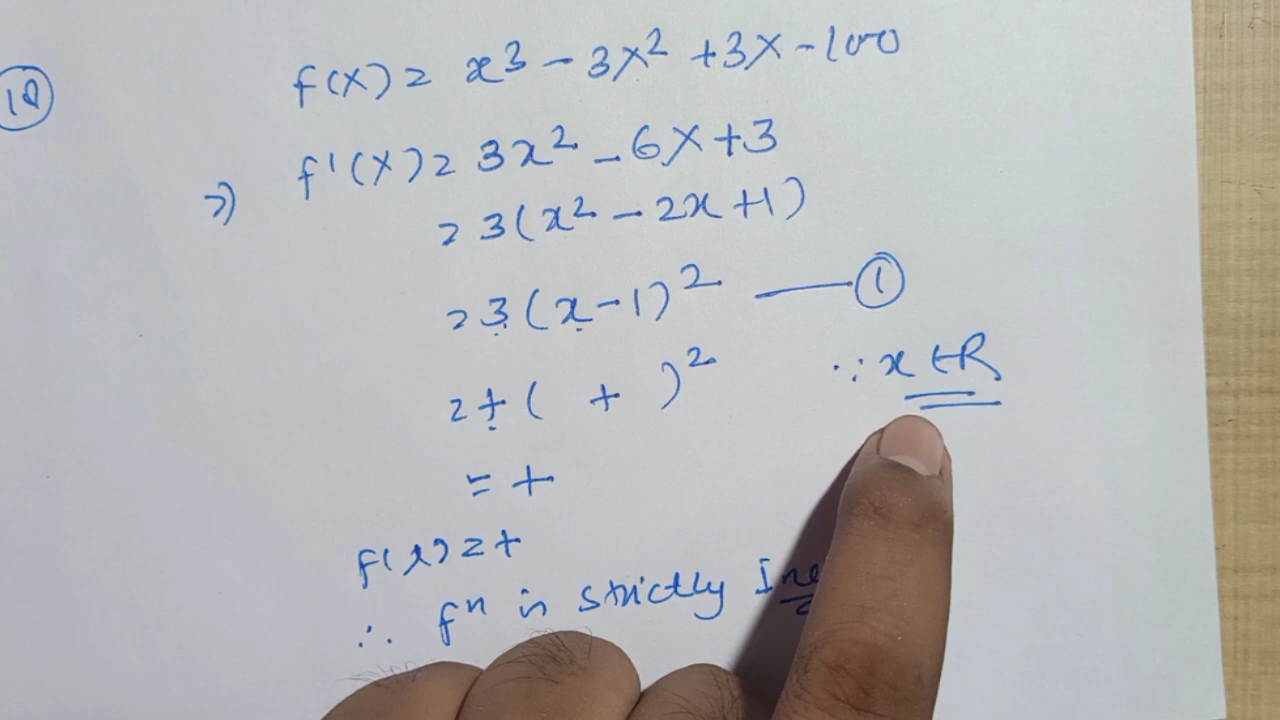 (18)
f(x) = x³ - 3x² + 3x - 100
⇒ f'(x) = 3x² - 6x + 3
= 3(x² - 2x + 1)
= 3(x - 1)² —— (1)
= + ( + )² ∵ x ∈ R
= +
f(x) = +
∴ fⁿ is strictly